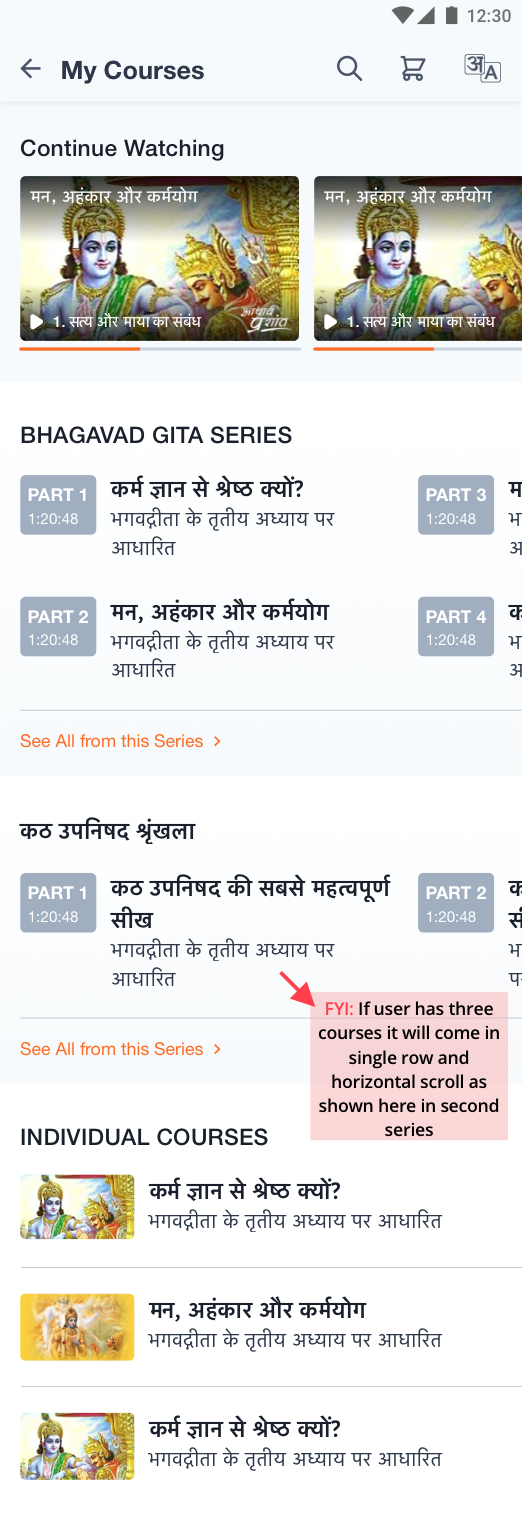 12:30
My Courses
अ A
Continue Watching
मन, अहंकार और कर्मयोग
1. सत्य और माया का संबंध
आचार्य
प्रशांत
मन, अहंकार और कर्मयोग
1. सत्य और माया का संबंध
BHAGAVAD GITA SERIES
PART 1
1:20:48
कर्म ज्ञान से श्रेष्ठ क्यों?
भगवद्गीता के तृतीय अध्याय पर
आधारित
PART 3
1:20:48
PART 2
1:20:48
मन, अहंकार और कर्मयोग
भगवद्गीता के तृतीय अध्याय पर
आधारित
PART 4
1:20:48
See All from this Series >
कठ उपनिषद श्रृंखला
PART 1
1:20:48
कठ उपनिषद की सबसे महत्वपूर्ण
सीख
भगवद्गीता के तृतीय अध्याय पर
आधारित
PART 2
1:20:48
FYI: If user has three
courses it will come in
single row and
horizontal scroll as
shown here in second
series
See All from this Series >
INDIVIDUAL COURSES
कर्म ज्ञान से श्रेष्ठ क्यों?
भगवद्गीता के तृतीय अध्याय पर आधारित
मन, अहंकार और कर्मयोग
भगवद्गीता के तृतीय अध्याय पर आधारित
कर्म ज्ञान से श्रेष्ठ क्यों?
भगवद्गीता के तृतीय अध्याय पर आधारित